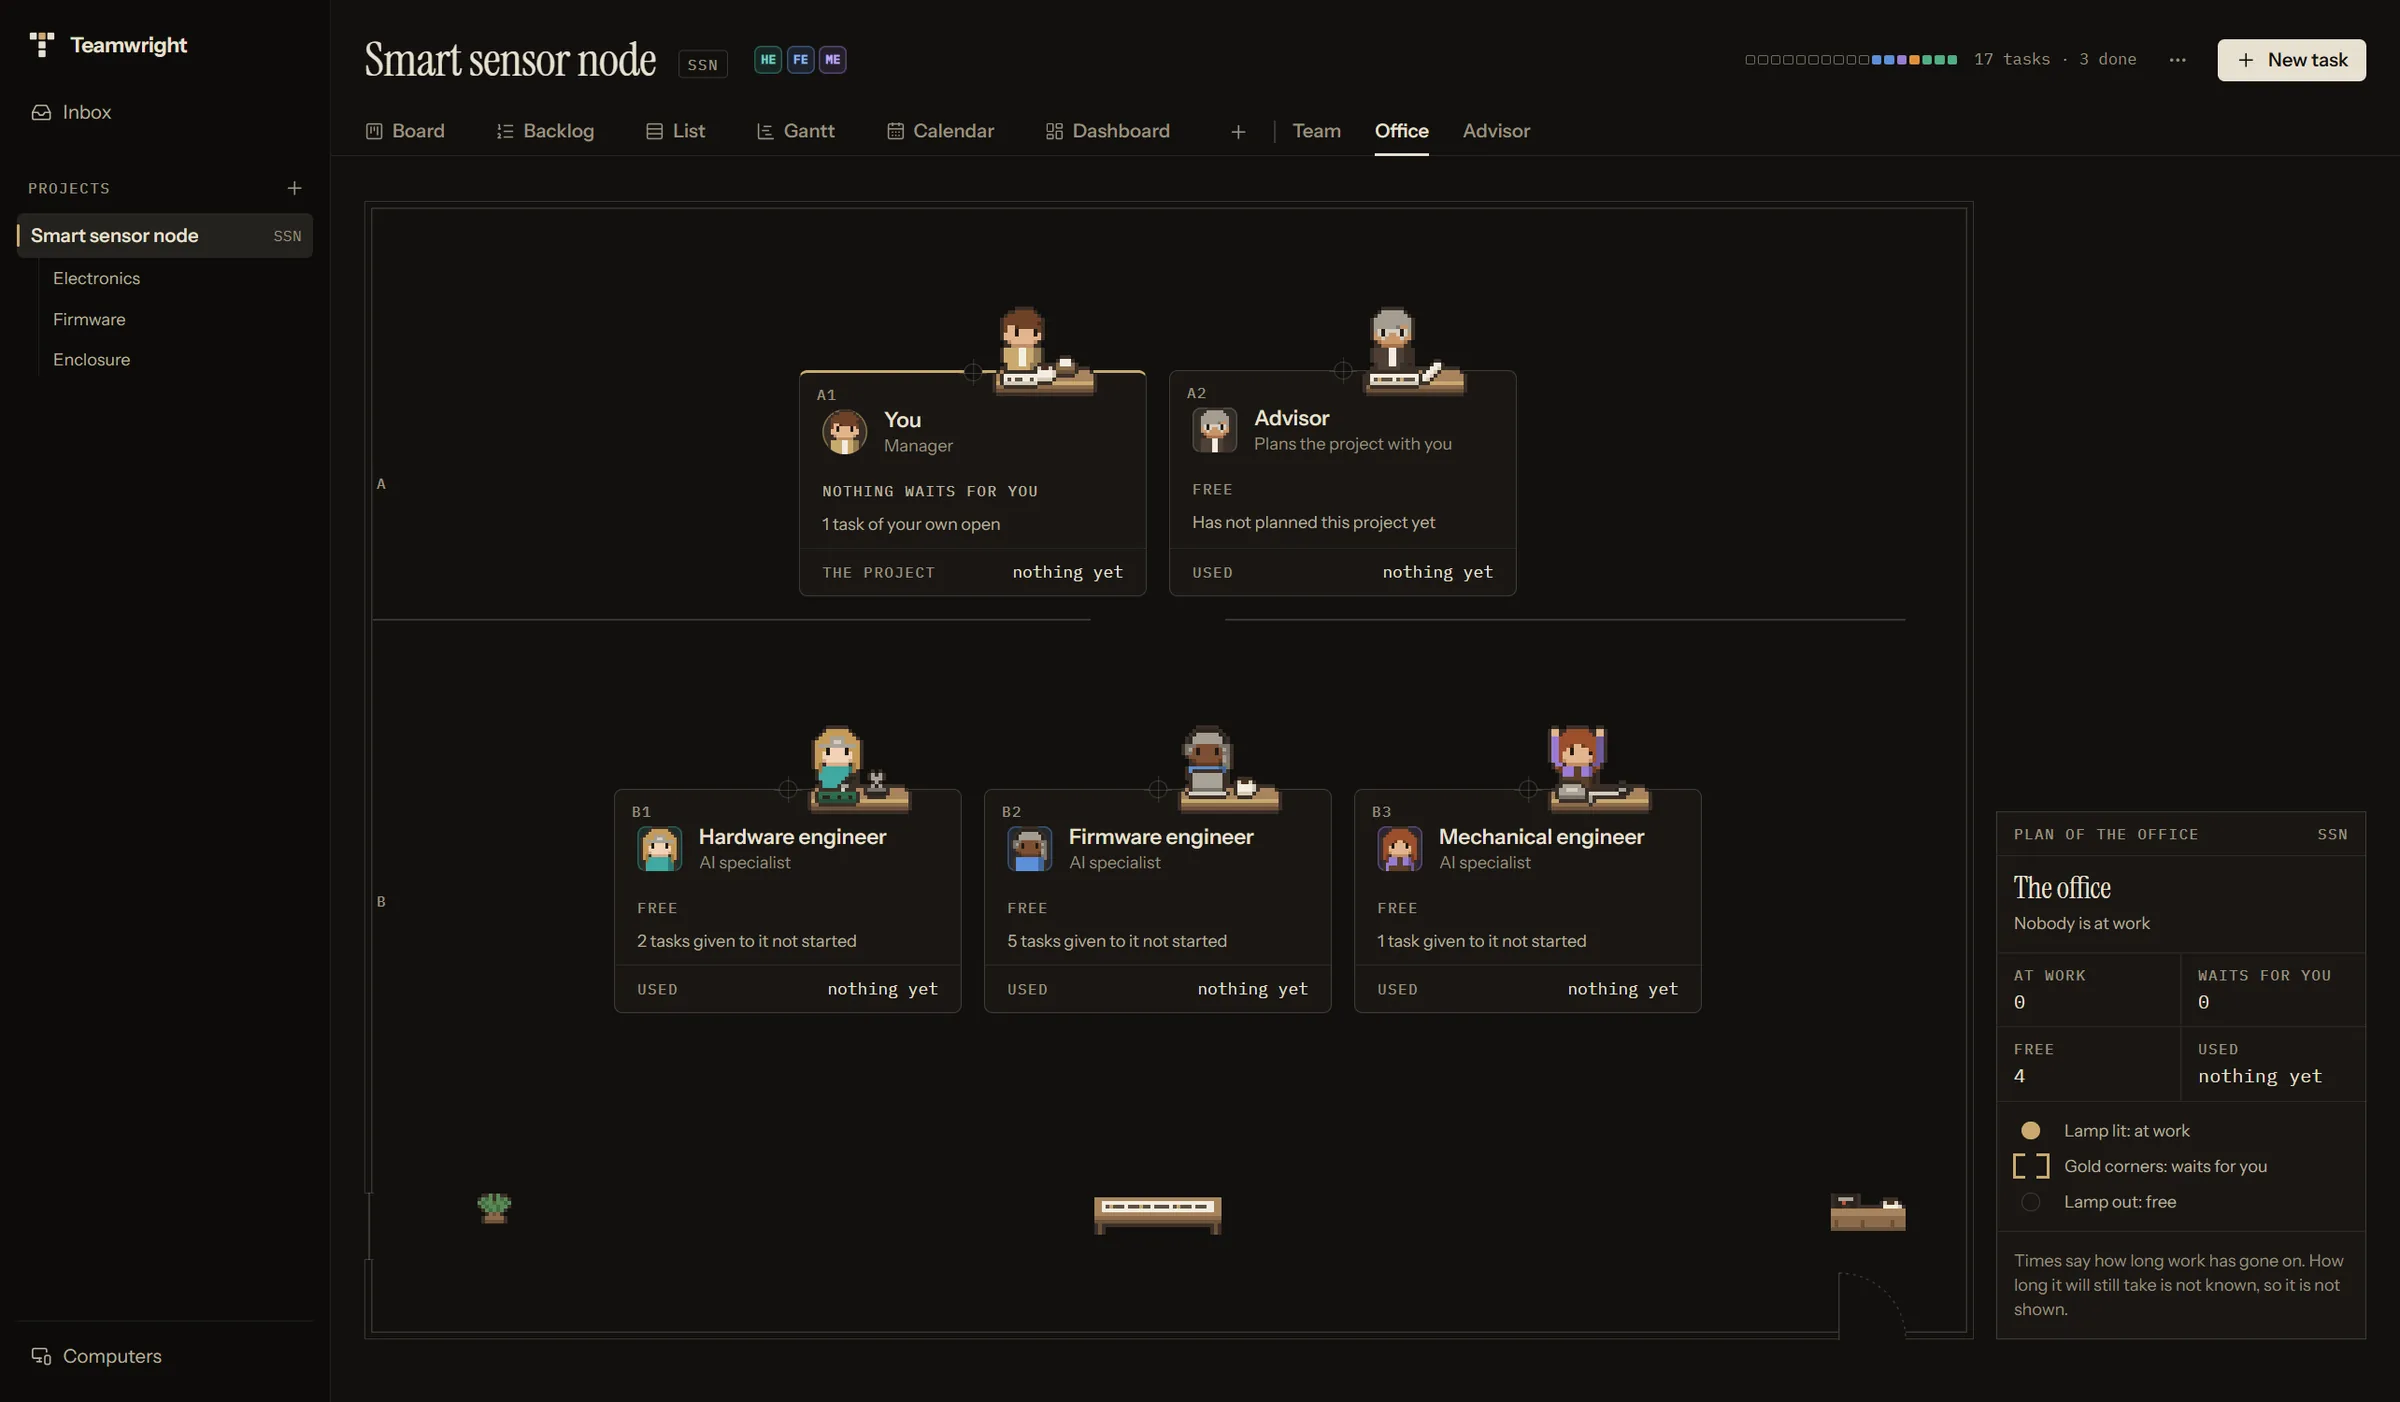 Teamwright
Inbox
PROJECTS
Smart sensor node SSN
Electronics
Firmware
Enclosure
Computers
Smart sensor node SSN HE FE ME
17 tasks · 3 done
New task
Board
Backlog
List
Gantt
Calendar
Dashboard
Team
Office
Advisor
A
A1
You
Manager
NOTHING WAITS FOR YOU
1 task of your own open
THE PROJECT nothing yet
A2
Advisor
Plans the project with you
FREE
Has not planned this project yet
USED nothing yet
B
B1
Hardware engineer
AI specialist
FREE
2 tasks given to it not started
USED nothing yet
B2
Firmware engineer
AI specialist
FREE
5 tasks given to it not started
USED nothing yet
B3
Mechanical engineer
AI specialist
FREE
1 task given to it not started
USED nothing yet
PLAN OF THE OFFICE SSN
The office
Nobody is at work
AT WORK
0
WAITS FOR YOU
0
FREE
4
USED
nothing yet
Lamp lit: at work
Gold corners: waits for you
Lamp out: free
Times say how long work has gone on. How
long it will still take is not known, so it is not
shown.